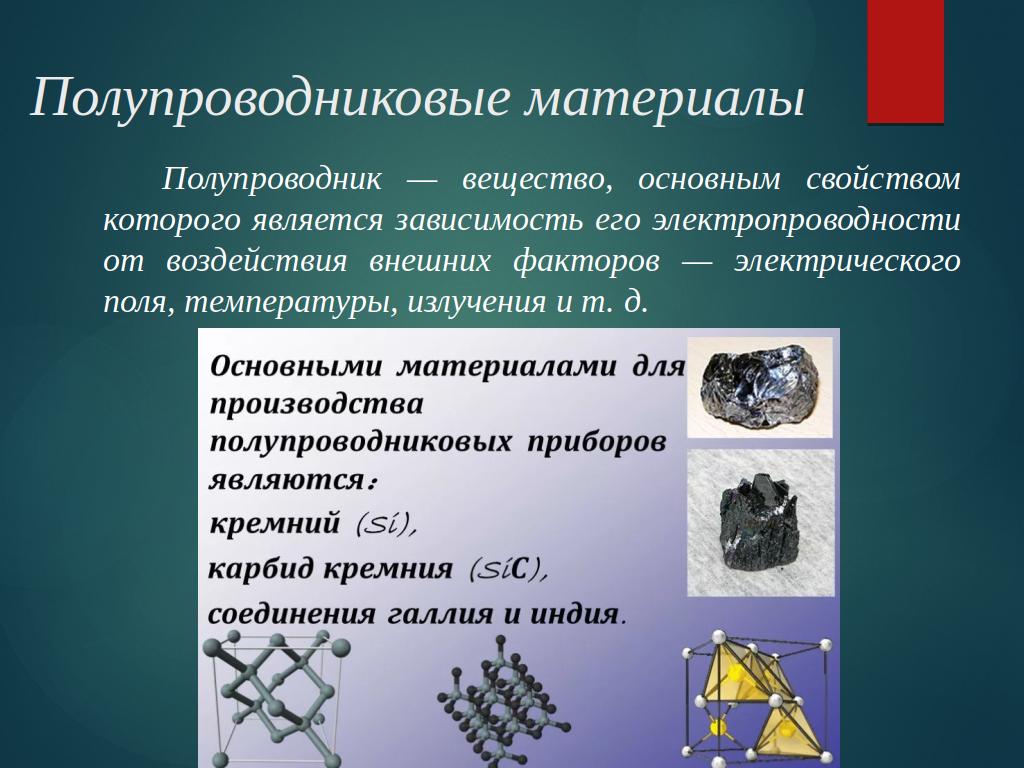 Полупроводниковые материалы
Полупроводник — вещество, основным свойством
которого является зависимость его электропроводности
от воздействия внешних факторов — электрического
поля, температуры, излучения и т. д.
Основными материалами для
производства
полупроводниковых приборов
являются:
кремний (Si),
карбид кремния (SiC),
соединения галлия и индия.